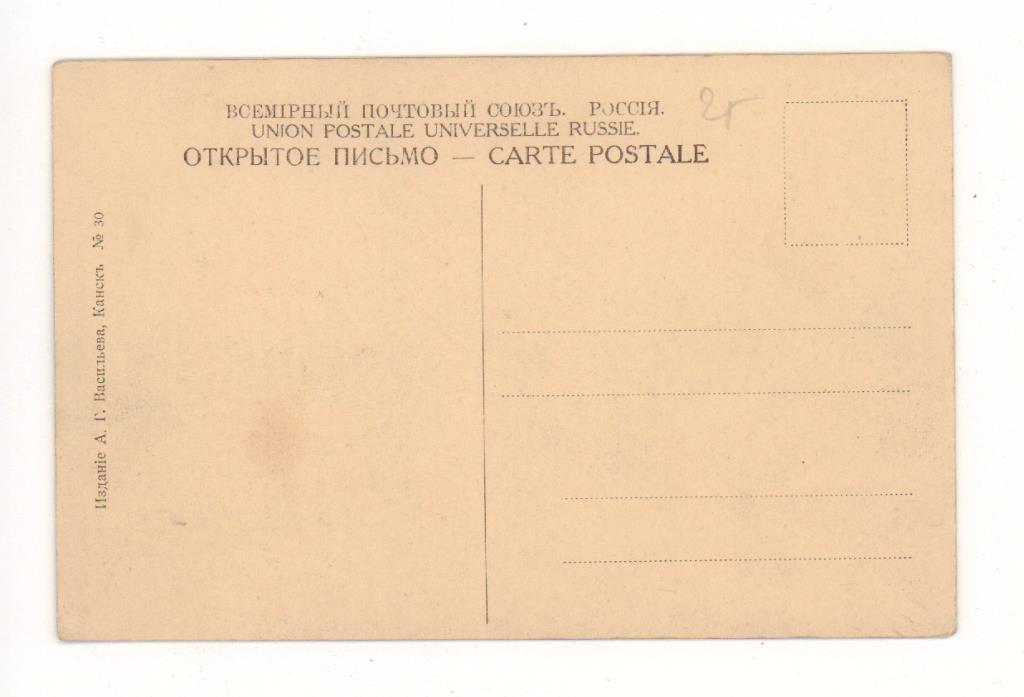 ВСЕМІРНЫЙ ПОЧТОВЫЙ СОЮЗЪ. РОССІЯ.
UNION POSTALE UNIVERSELLE RUSSIE.
ОТКРЫТОЕ ПИСЬМО — CARTE POSTALE
Изданіе А. Г. Васильева, Канскъ № 30